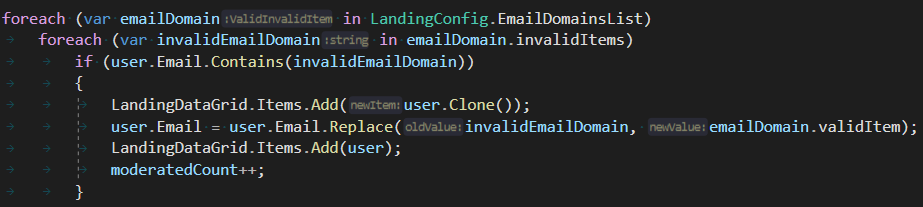 foreach (var emailDomain :ValidInvalidItem in LandingConfig.EmailDomainsList)
foreach (var invalidEmailDomain :string in emailDomain.invalidItems)
if (user.Email.Contains(invalidEmailDomain))
{
LandingDataGrid.Items.Add( newItem: user.Clone());
user.Email = user.Email.Replace( oldValue: invalidEmailDomain, newValue: emailDomain.validItem);
LandingDataGrid.Items.Add(user);
moderatedCount++;
}